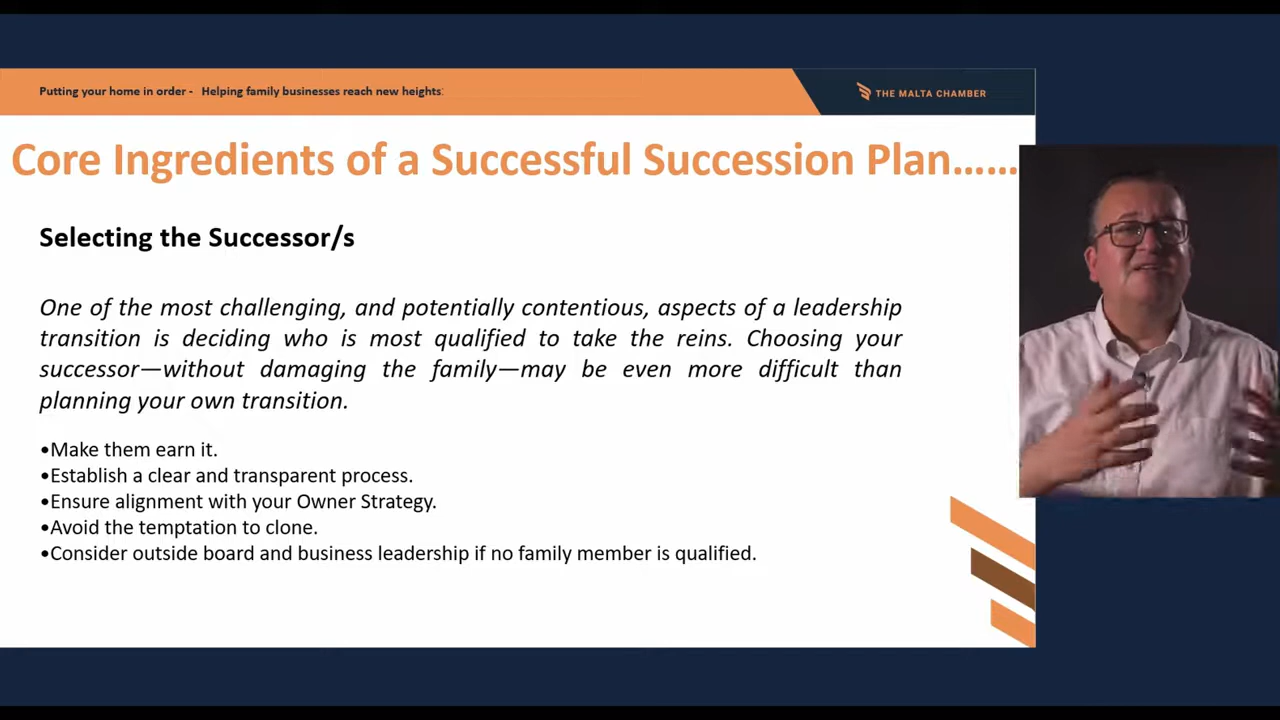 Putting your home in order - Helping family businesses reach new heights:
THE MALTA CHAMBER
Core Ingredients of a Successful Succession Plan……
Selecting the Successor/s
One of the most challenging, and potentially contentious, aspects of a leadership
transition is deciding who is most qualified to take the reins. Choosing your
successor—without damaging the family—may be even more difficult than
planning your own transition.
•Make them earn it.
•Establish a clear and transparent process.
•Ensure alignment with your Owner Strategy.
•Avoid the temptation to clone.
•Consider outside board and business leadership if no family member is qualified.